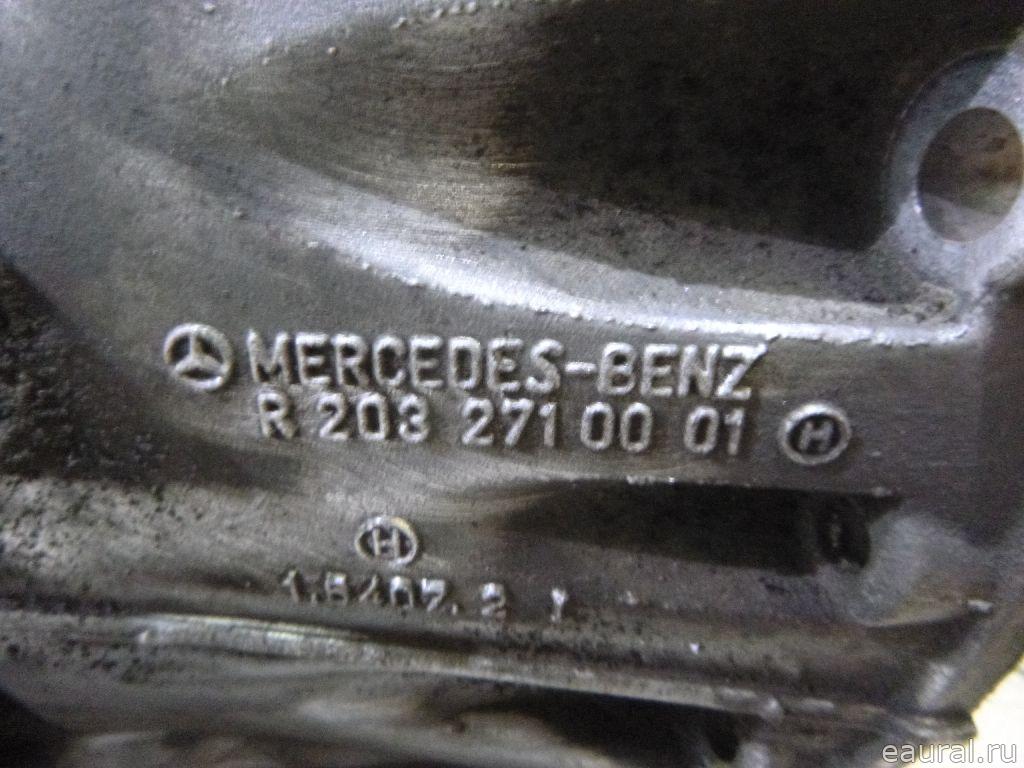 MERCEDES-BENZ
R 203 271 00 01 H
H
eaural.ru